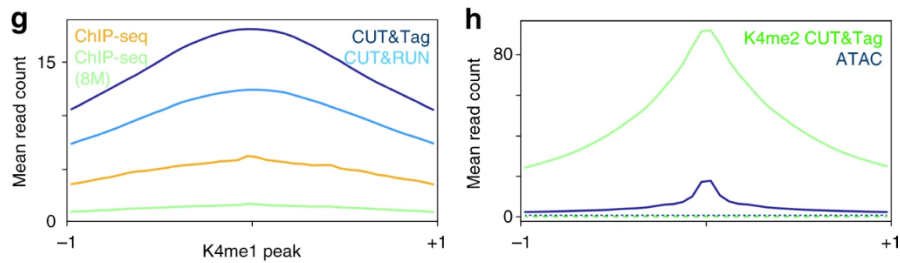 g
ChIP-seq
ChIP-seq
(8M)
CUT&Tag
CUT&RUN
Mean read count
15
0
−1
K4me1 peak
+1
h
K4me2 CUT&Tag
ATAC
Mean read count
80
0
−1
+1